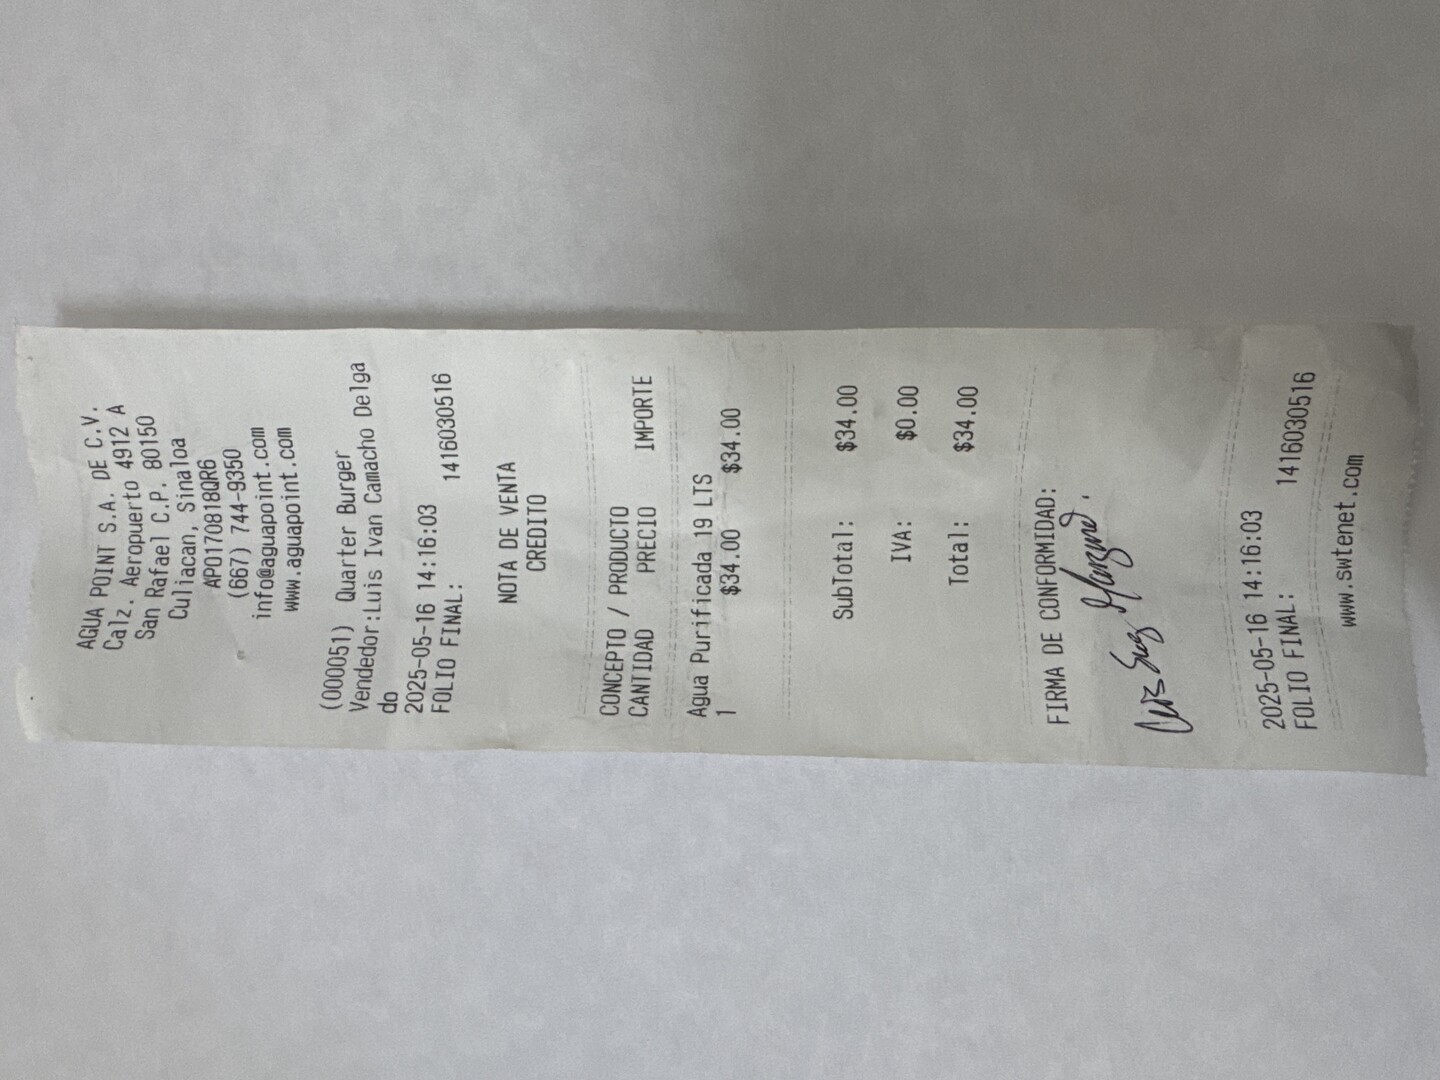 AGUA POINT S.A. DE C.V.
Calz. Aeropuerto 4912 A
San Rafael C.P. 80150
Culiacan, Sinaloa
APO170818QR6
(667) 744-9350
info@aguapoint.com
www.aguapoint.com
(000051) Quarter Burger
Vendedor:Luis Ivan Camacho Delga
do
2025-05-16 14:16:03
FOLIO FINAL: 1416030516
NOTA DE VENTA
CREDITO
CONCEPTO / PRODUCTO
CANTIDAD PRECIO IMPORTE
Agua Purificada 19 LTS
1 $34.00 $34.00
SubTotal: $34.00
IVA: $0.00
Total: $34.00
FIRMA DE CONFORMIDAD:
2025-05-16 14:16:03
FOLIO FINAL: 1416030516
www.swtenet.com